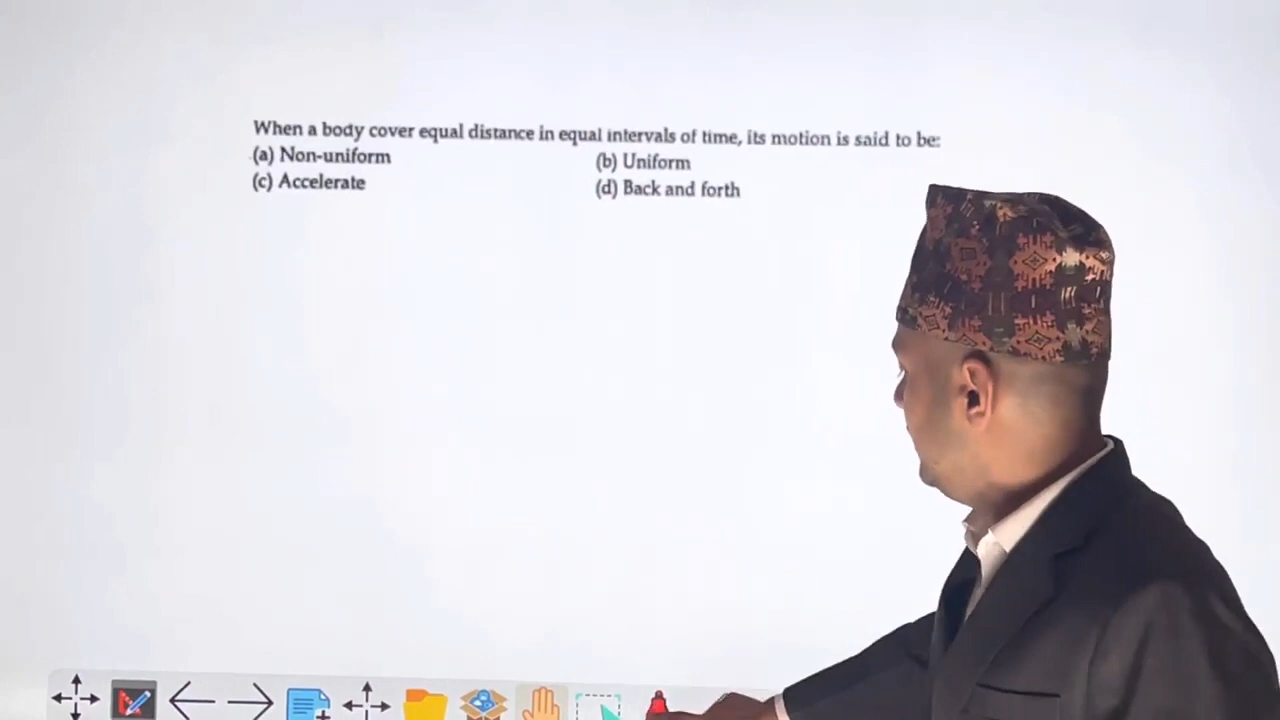 When a body cover equal distance in equal intervals of time, its motion is said to be:
(a) Non-uniform (b) Uniform
(c) Accelerate (d) Back and forth